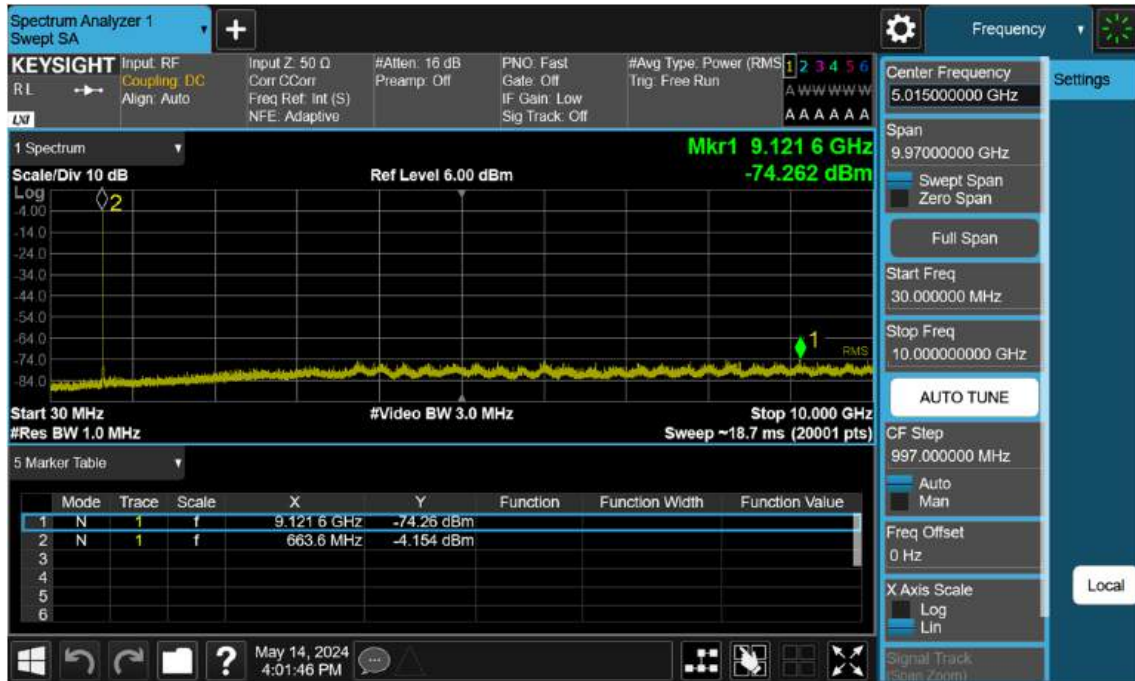 Spectrum Analyzer 1
Swept SA
Frequency
KEYSIGHT
R L
LXI
Input: RF
Coupling: DC
Align: Auto
Input Z: 50 Ω
Corr CCorr
Freq Ref: Int (S)
NFE: Adaptive
#Atten: 16 dB
Preamp: Off
PNO: Fast
Gate: Off
IF Gain: Low
Sig Track: Off
#Avg Type: Power (RMS
Trig: Free Run
1 2 3 4 5 6
A W W W W W
A A A A A A
1 Spectrum
Mkr1 9.121 6 GHz
Scale/Div 10 dB
Ref Level 6.00 dBm
-74.262 dBm
Log
-4.00
-14.0
-24.0
-34.0
-44.0
-54.0
-64.0
-74.0
-84.0
2
1
RMS
Start 30 MHz
#Video BW 3.0 MHz
Stop 10.000 GHz
#Res BW 1.0 MHz
Sweep ~18.7 ms (20001 pts)
5 Marker Table
Mode Trace Scale X Y Function Function Width Function Value
1 N 1 f 9.121 6 GHz -74.26 dBm
2 N 1 f 663.6 MHz -4.154 dBm
3
4
5
6
May 14, 2024
4:01:46 PM
?
Center Frequency
5.015000000 GHz
Settings
Span
9.97000000 GHz
Swept Span
Zero Span
Full Span
Start Freq
30.000000 MHz
Stop Freq
10.000000000 GHz
AUTO TUNE
CF Step
997.000000 MHz
Auto
Man
Freq Offset
0 Hz
X Axis Scale
Log
Lin
Local
Signal Track
(Span Zoom)